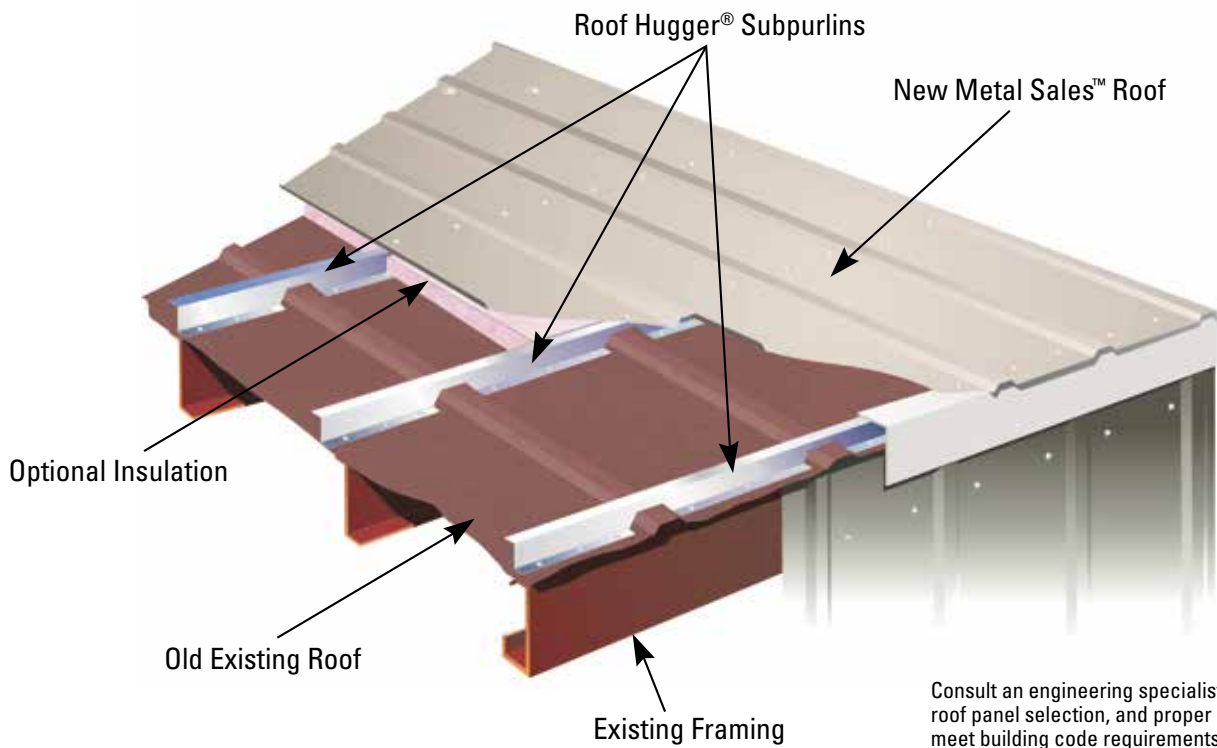 Roof Hugger® Subpurlins
New Metal Sales™ Roof
Optional Insulation
Old Existing Roof
Existing Framing
Consult an engineering specialis
roof panel selection, and proper
meet building code requirements